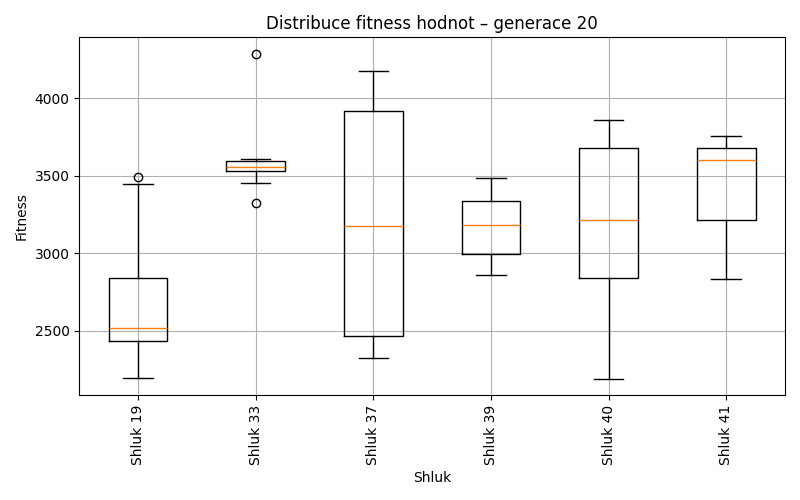 Distribuce fitness hodnot – generace 20
Fitness
4000
3500
3000
2500
Shluk 19
Shluk 33
Shluk 37
Shluk 39
Shluk 40
Shluk 41
Shluk